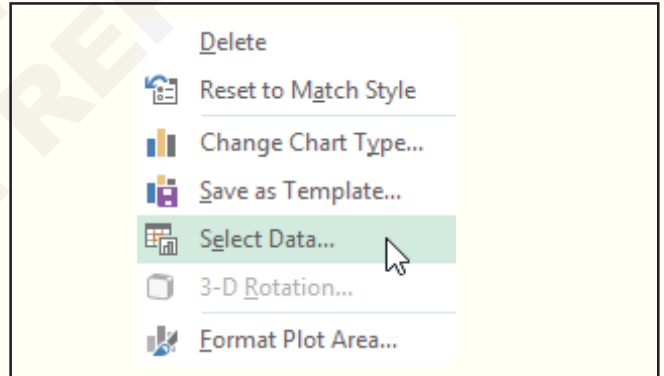 Delete
Reset to Match Style
Change Chart Type...
Save as Template...
Select Data...
3-D Rotation...
Format Plot Area...